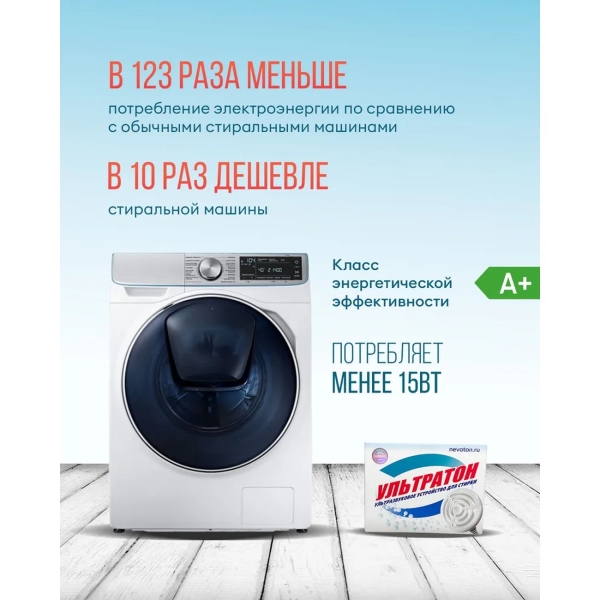 В 123 РАЗА МЕНЬШЕ
потребление электроэнергии по сравнению
с обычными стиральными машинами
В 10 РАЗ ДЕШЕВЛЕ
стиральной машины
Класс
энергетической
эффективности
A+
ПОТРЕБЛЯЕТ
МЕНЕЕ 15ВТ
nevoton.ru
УЛЬТРАТОН
УЛЬТРАЗВУКОВОЕ УСТРОЙСТВО ДЛЯ СТИРКИ